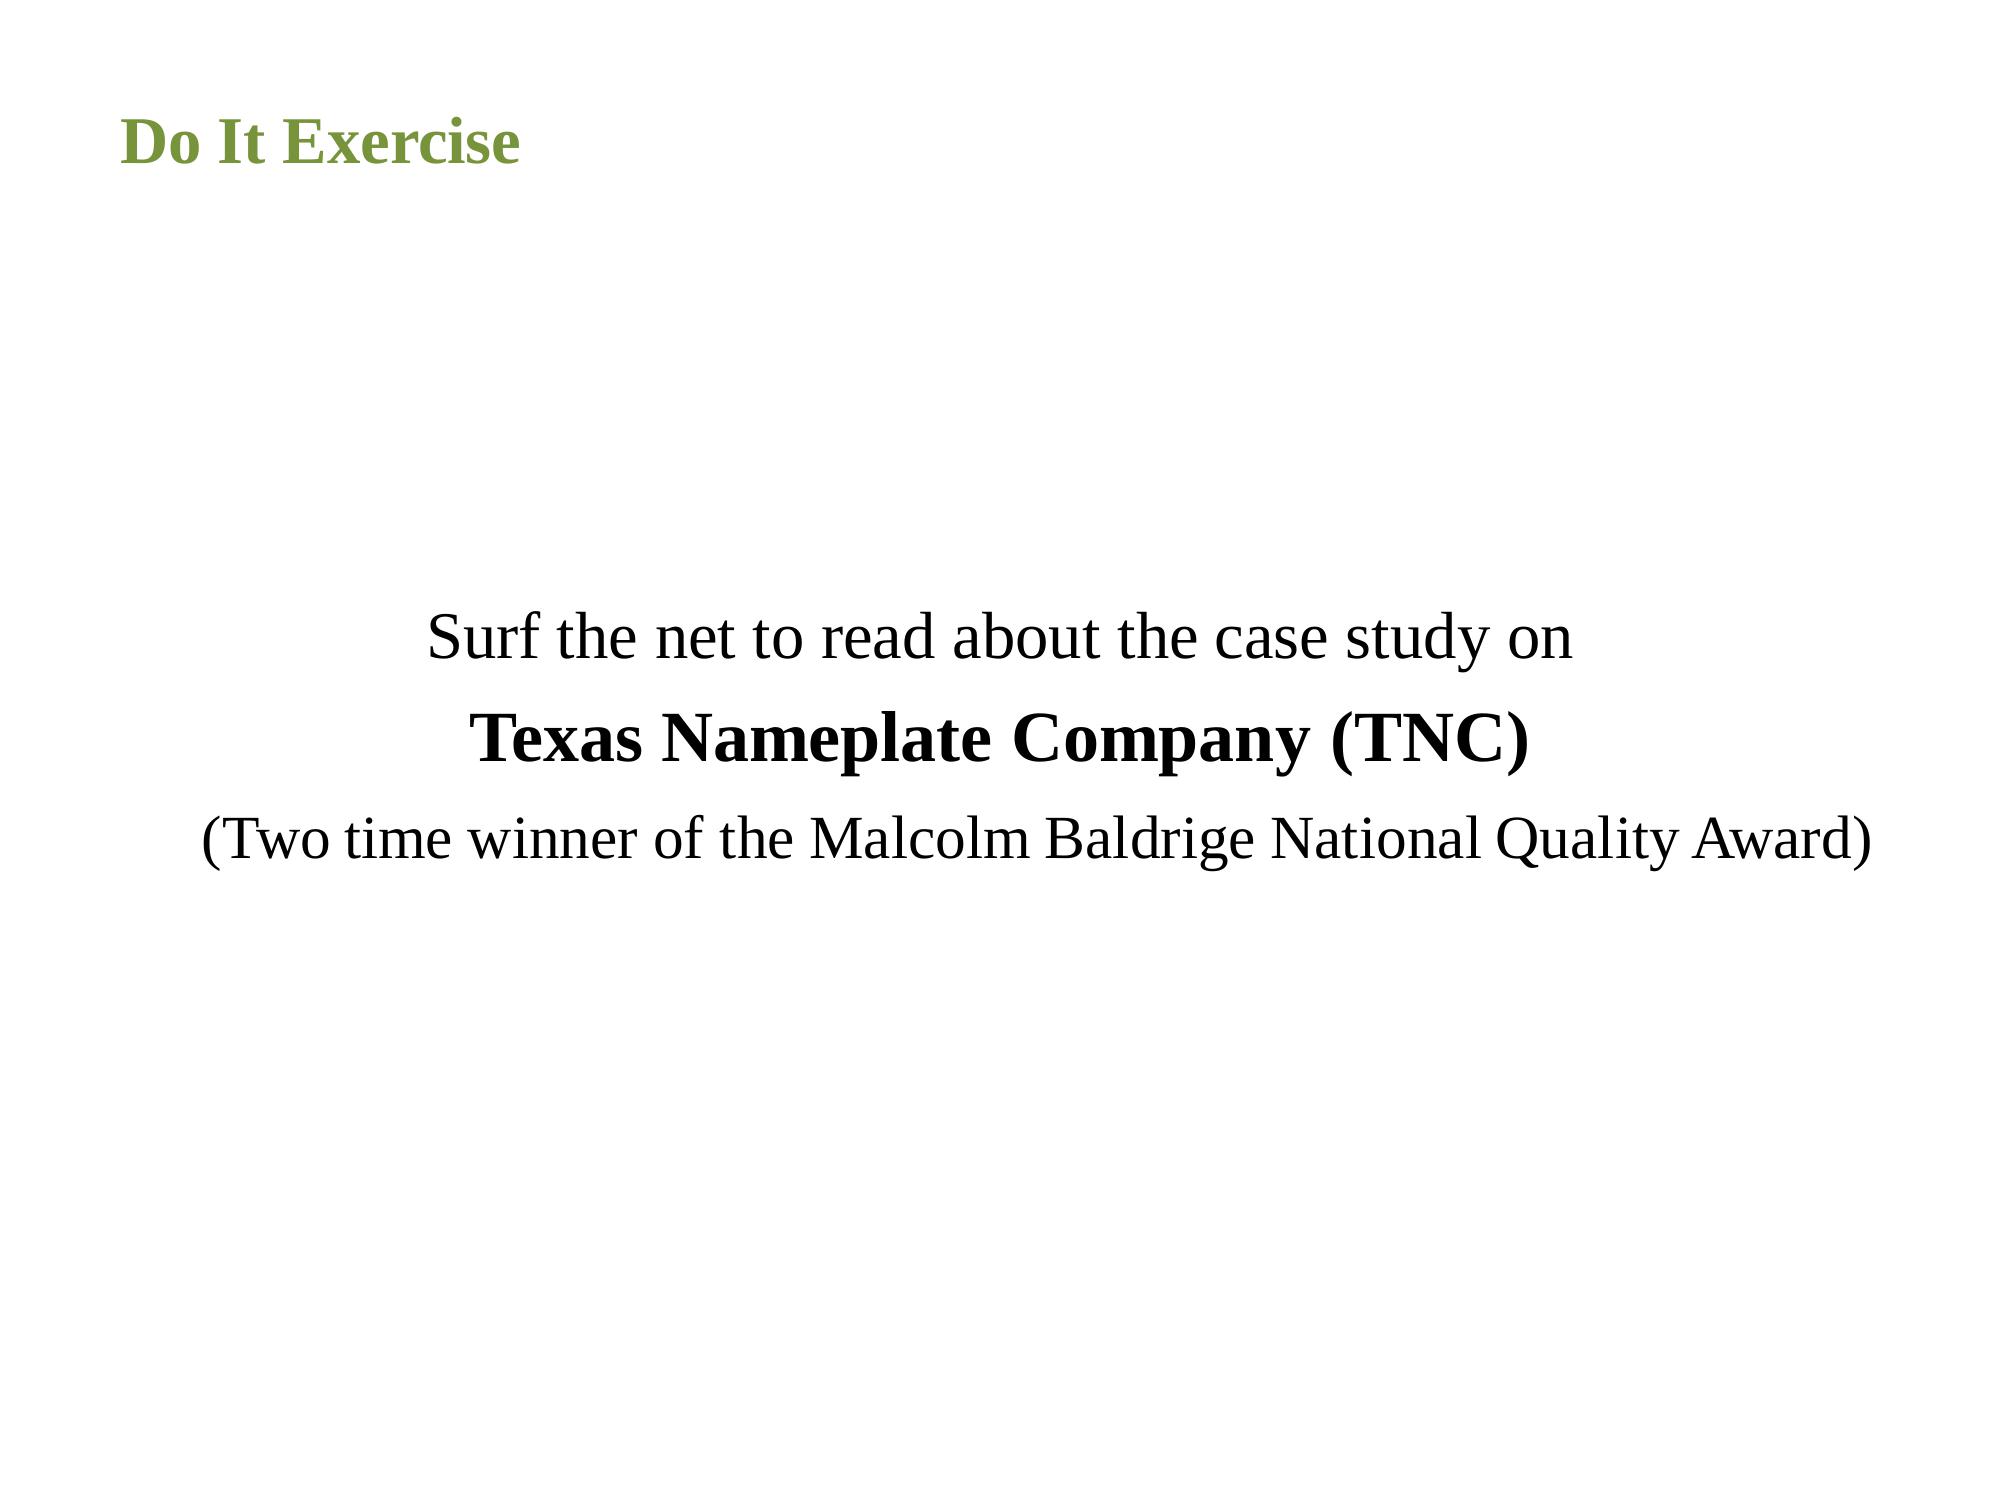 Do It Exercise
Surf the net to read about the case study on
Texas Nameplate Company (TNC)
(Two time winner of the Malcolm Baldrige National Quality Award)